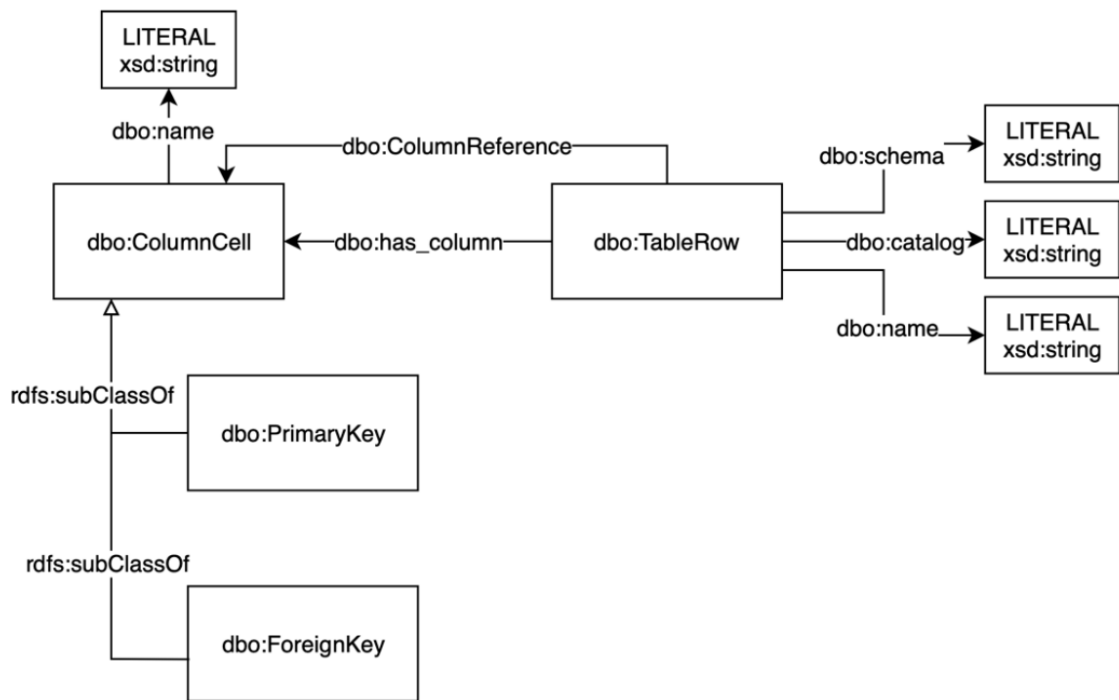 LITERAL
xsd:string
dbo:name
dbo:ColumnReference
dbo:schema
LITERAL
xsd:string
dbo:ColumnCell
dbo:has_column
dbo:TableRow
dbo:catalog
LITERAL
xsd:string
dbo:name
LITERAL
xsd:string
rdfs:subClassOf
dbo:PrimaryKey
rdfs:subClassOf
dbo:ForeignKey